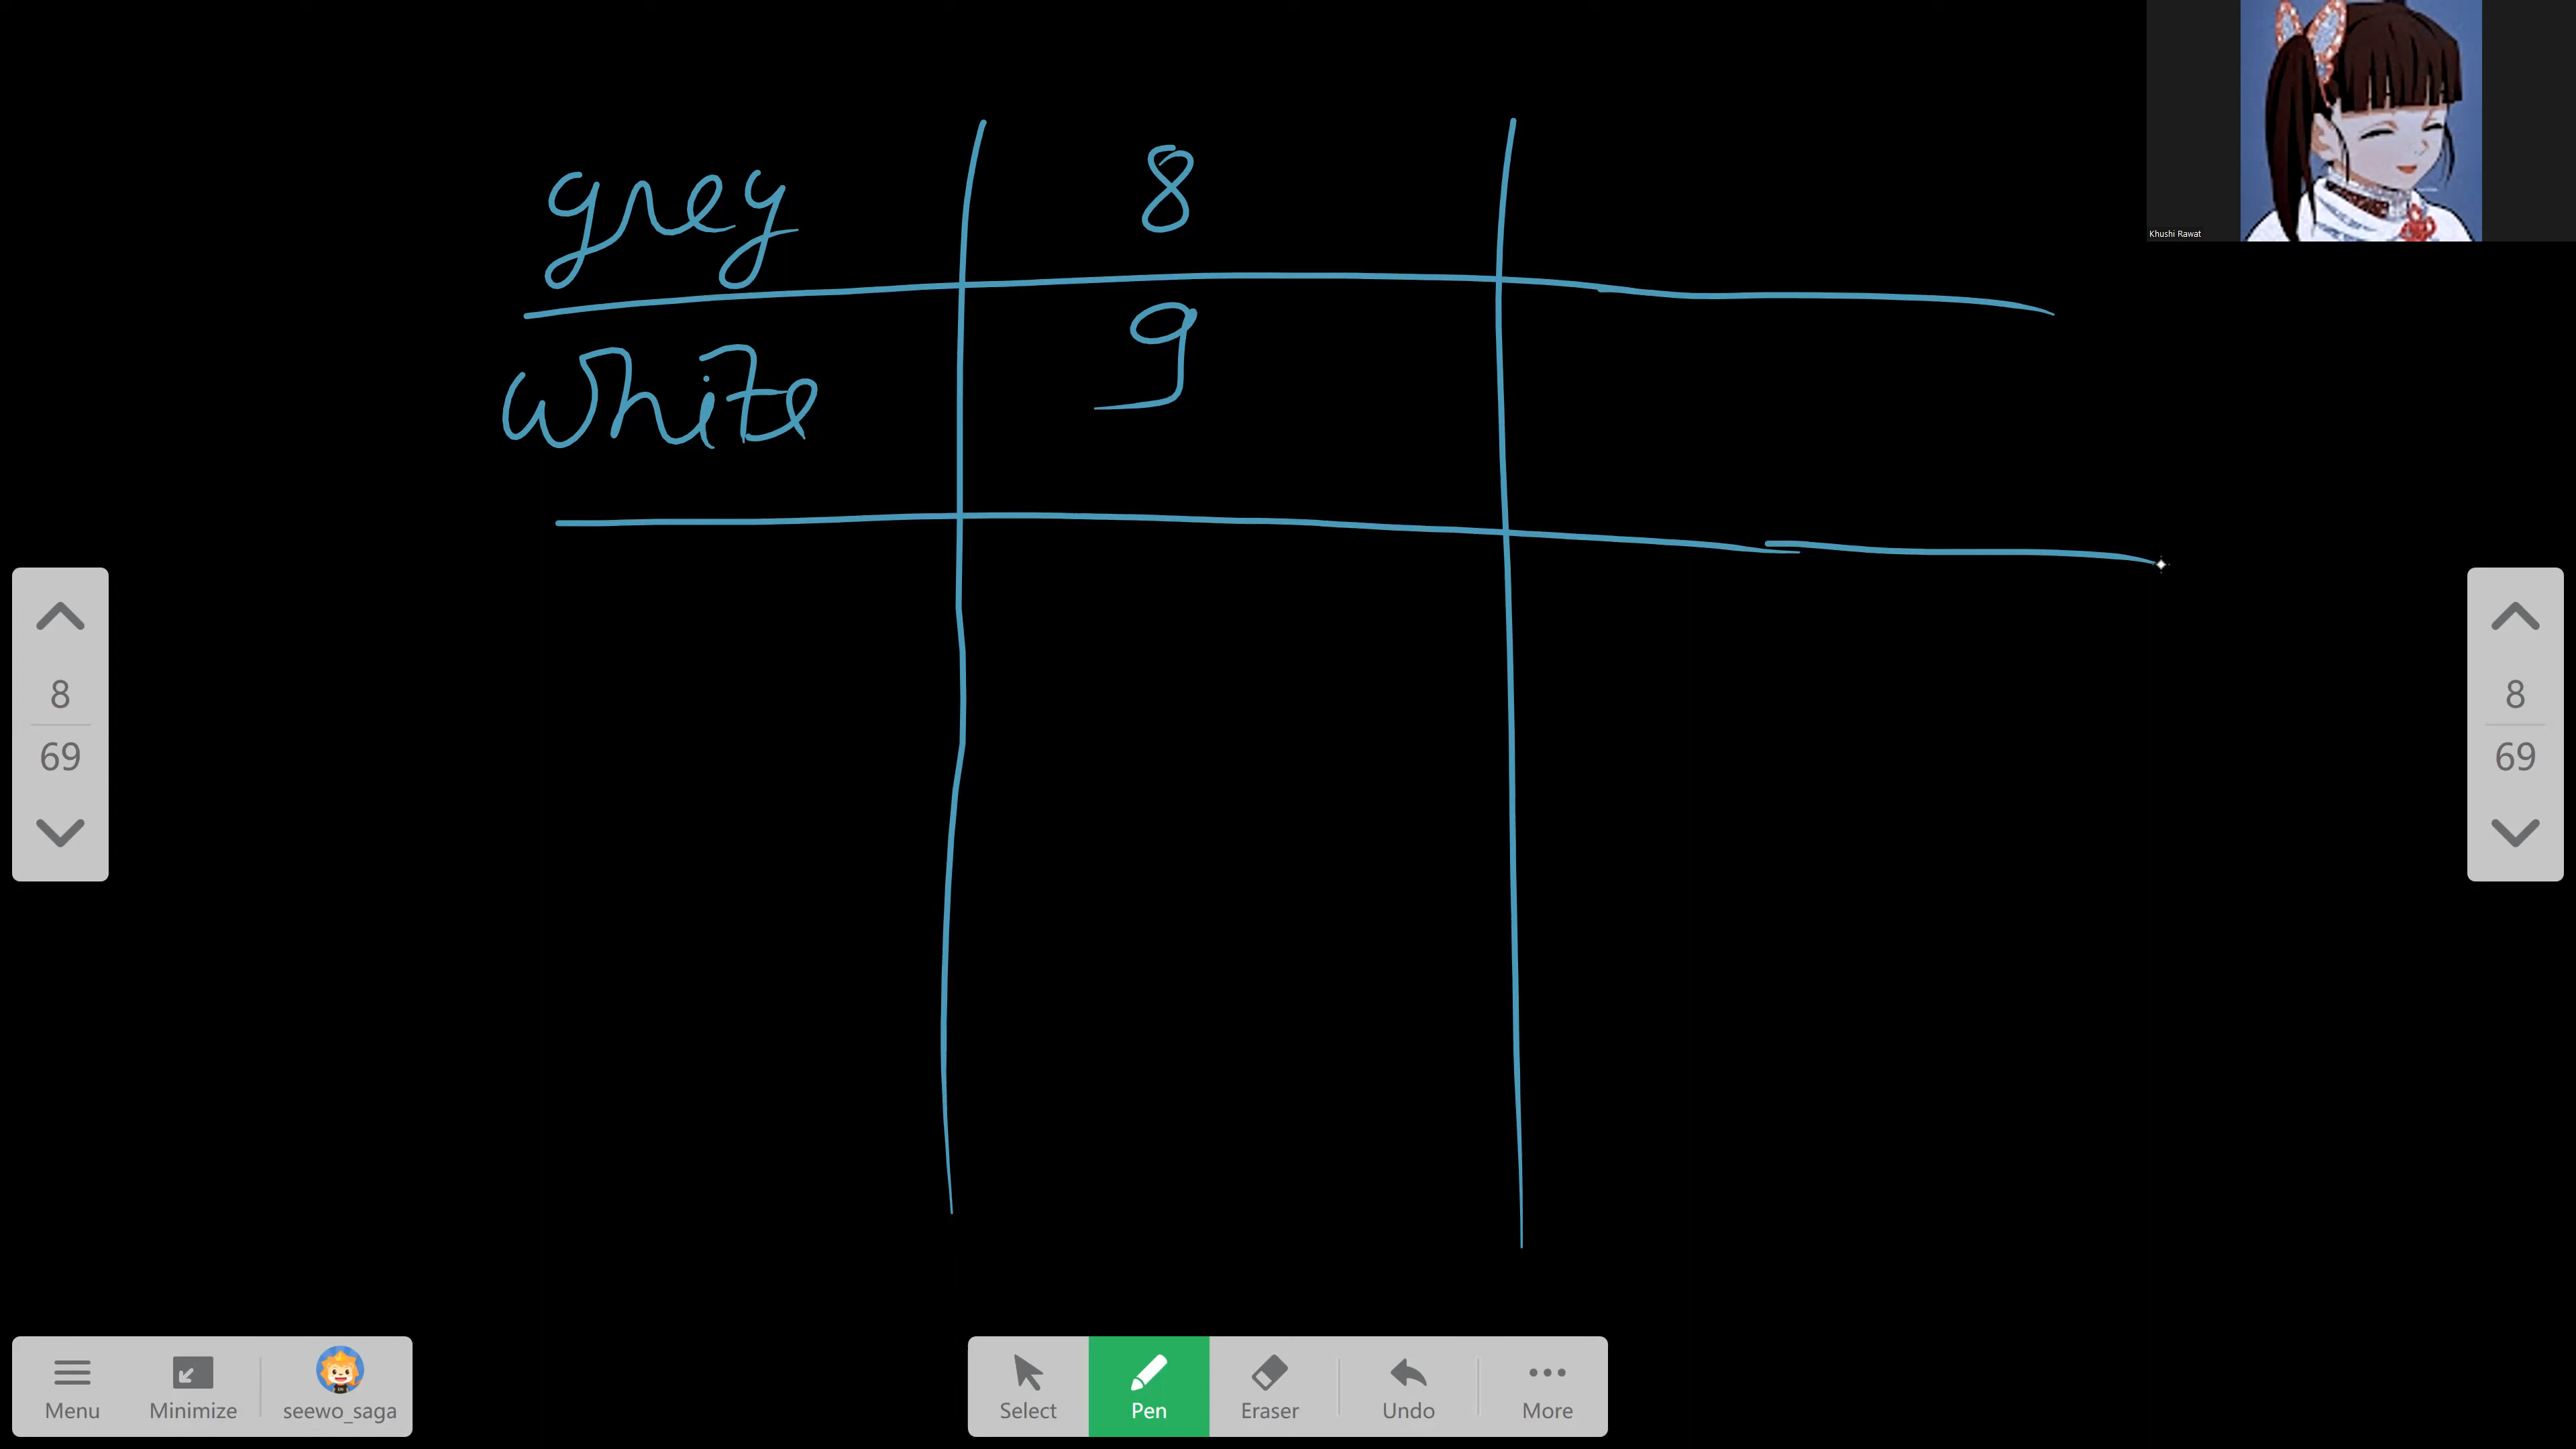 grey 8
white 9
Khushi Rawat
8
69
8
69
Menu Minimize seewo_saga Select Pen Eraser Undo More